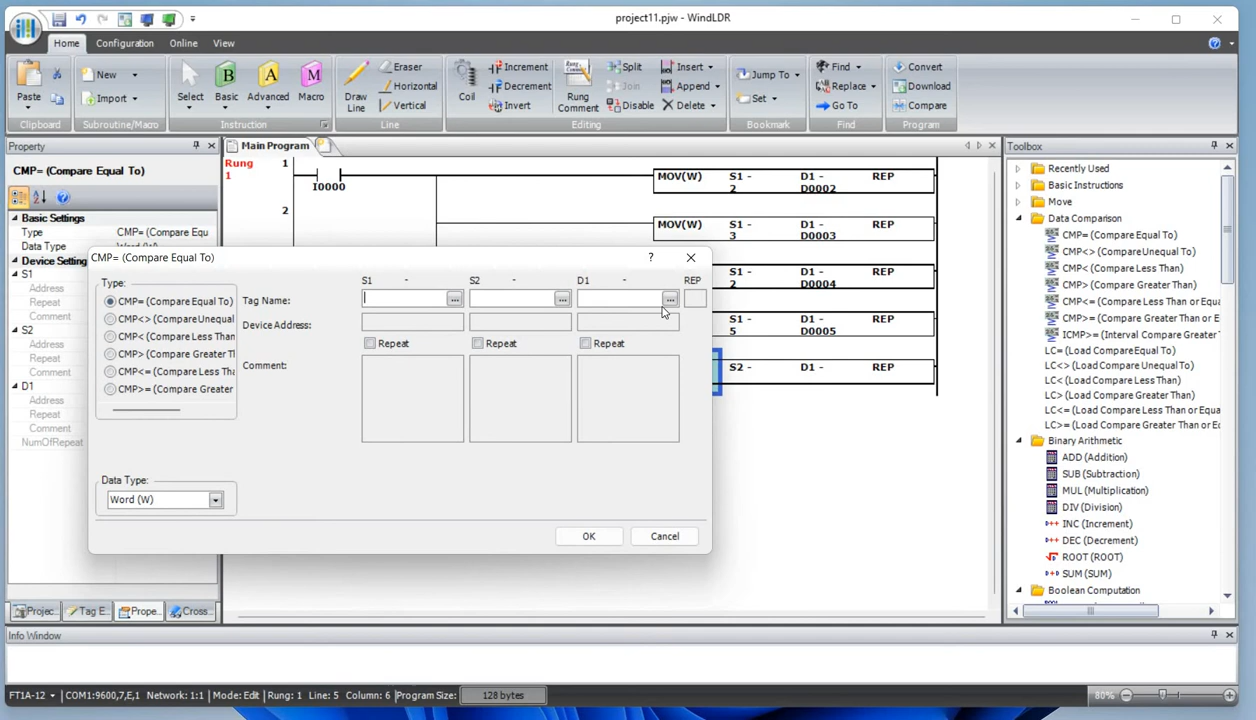 project11.pjw - WindLDR
Home Configuration Online View
Paste New Import Select Basic Advanced Macro Draw Line Eraser Horizontal Vertical Coil Increment Decrement Invert Rung Comment Split Join Disable Insert Append Delete Jump To Set Find Replace Go To Convert Download Compare
B A M
Clipboard Subroutine/Macro Instruction Line Editing Bookmark Find Program
Property
CMP= (Compare Equal To)
Basic Settings
Type CMP= (Compare Equ
Data Type
Device Setting
S1
Address
Repeat
Comment
S2
Address
Repeat
Comment
D1
Address
Repeat
Comment
NumOfRepeat
Projec... Tag E... Prope... Cross...
Main Program
Rung 1
1
I0000
2
MOV(W) S1 - D1 - REP
2 D0002
MOV(W) S1 - D1 - REP
3 D0003
S1 - D1 - REP
2 D0004
S1 - D1 - REP
5 D0005
S2 - D1 - REP
CMP= (Compare Equal To)
?
Type:
CMP= (Compare Equal To)
CMP<> (Compare Unequal
CMP< (Compare Less Than
CMP> (Compare Greater Tl
CMP<= (Compare Less Tha
CMP>= (Compare Greater
Data Type:
Word (W)
S1 - S2 - D1 - REP
Tag Name: ... ... ...
Device Address:
Repeat Repeat Repeat
Comment:
OK Cancel
Toolbox
Recently Used
Basic Instructions
Move
Data Comparison
CMP= (Compare Equal To)
CMP<> (Compare Unequal To)
CMP< (Compare Less Than)
CMP> (Compare Greater Than)
CMP<= (Compare Less Than or Equa
CMP>= (Compare Greater Than or E
ICMP>= (Interval Compare Greater
LC= (Load Compare Equal To)
LC<> (Load Compare Unequal To)
LC< (Load Compare Less Than)
LC> (Load Compare Greater Than)
LC<= (Load Compare Less Than or Equa
LC>= (Load Compare Greater Than or E
Binary Arithmetic
ADD (Addition)
SUB (Subtraction)
MUL (Multiplication)
DIV (Division)
INC (Increment)
DEC (Decrement)
ROOT (ROOT)
SUM (SUM)
Boolean Computation
Info Window
FT1A-12 COM1:9600,7,E,1 Network: 1:1 Mode: Edit Rung: 1 Line: 5 Column: 6 Program Size: 128 bytes 80%